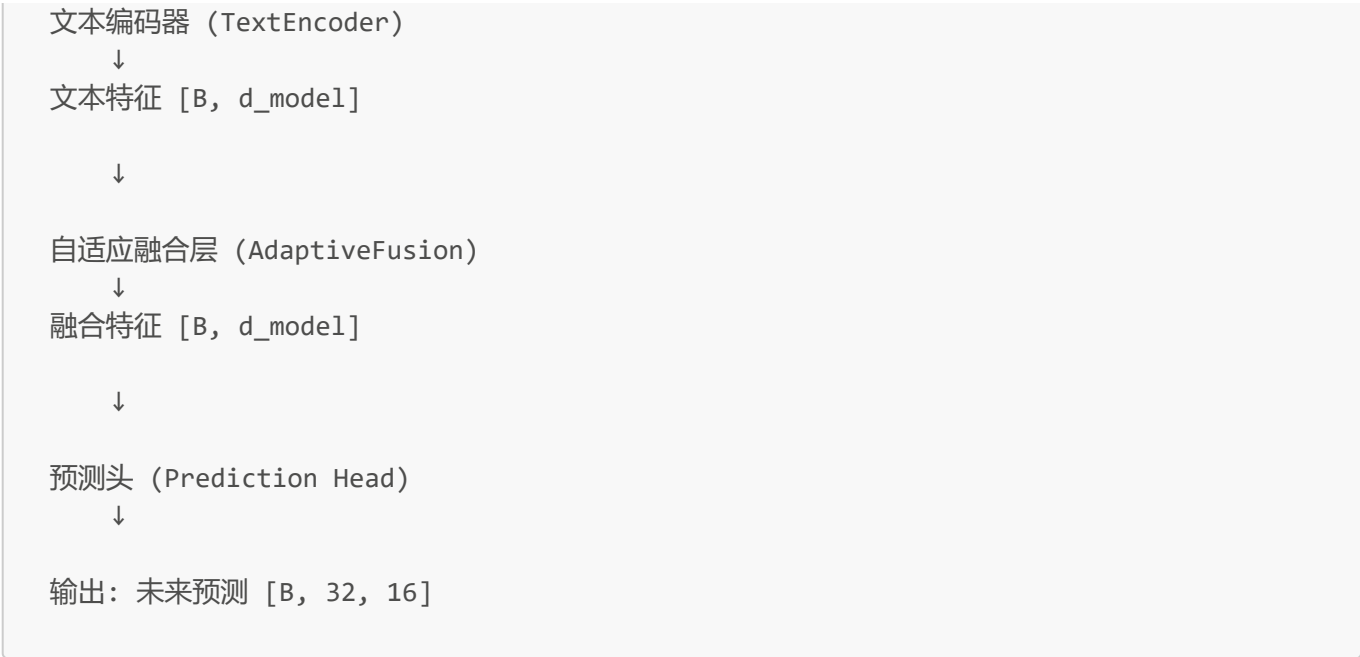 文本编码器 (TextEncoder)
↓
文本特征 [B, d_model]
↓
自适应融合层 (AdaptiveFusion)
↓
融合特征 [B, d_model]
↓
预测头 (Prediction Head)
↓
输出: 未来预测 [B, 32, 16]